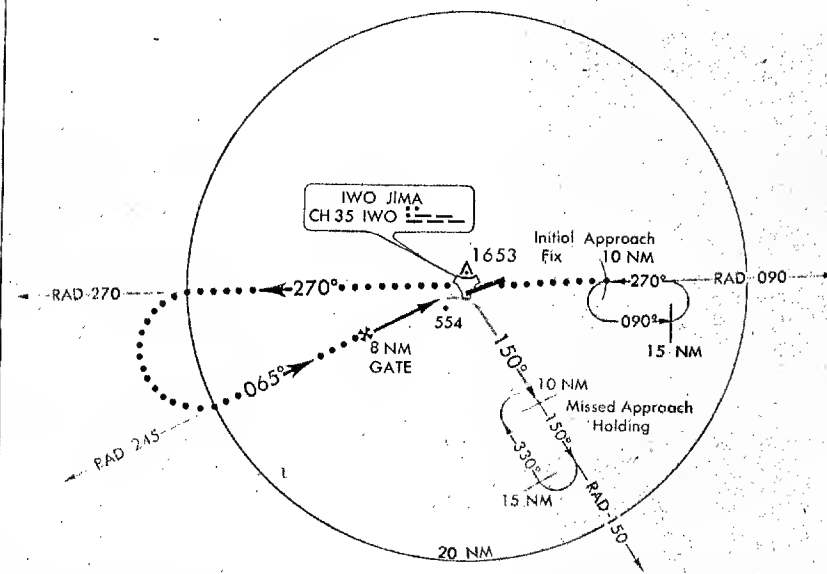 IWO JIMA
CH 35 IWO
1653
Initial Approach
Fix
10 NM
RAD 270
270°
270°
RAD 090
090°
15 NM
554
8 NM
GATE
065°
RAD 245
150°
10 NM
Missed Approach
Holding
150°
330°
15 NM
RAD 150
20 NM